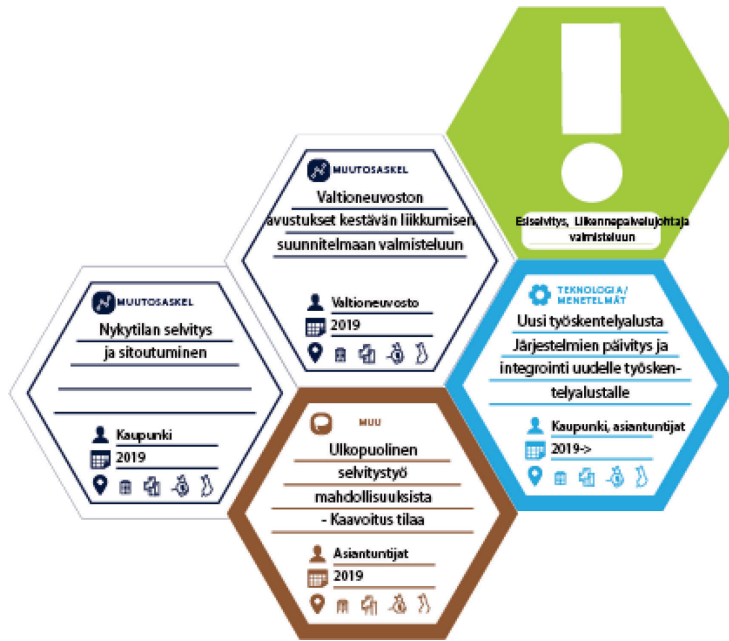 !
Esiselvitys, Liikennepalvelujohtaja
valmisteluun
MUUTOSASKEL
Valtioneuvoston
avustukset kestävän liikkumisen
suunnitelmaan valmisteluun
Valtioneuvosto
2019
MUUTOSASKEL
Nykytilan selvitys
ja sitoutuminen
Kaupunki
2019
TEKNOLOGIA/
MENETELMÄT
Uusi työskentelyalusta
Järjestelmien päivitys ja
integrointi uudelle työsken-
telyalustalle
Kaupunki, asiantuntijat
2019->
MUU
Ulkopuolinen
selvitystyö
mahdollisuuksista
- Kaavoitus tilaa
Asiantuntijat
2019